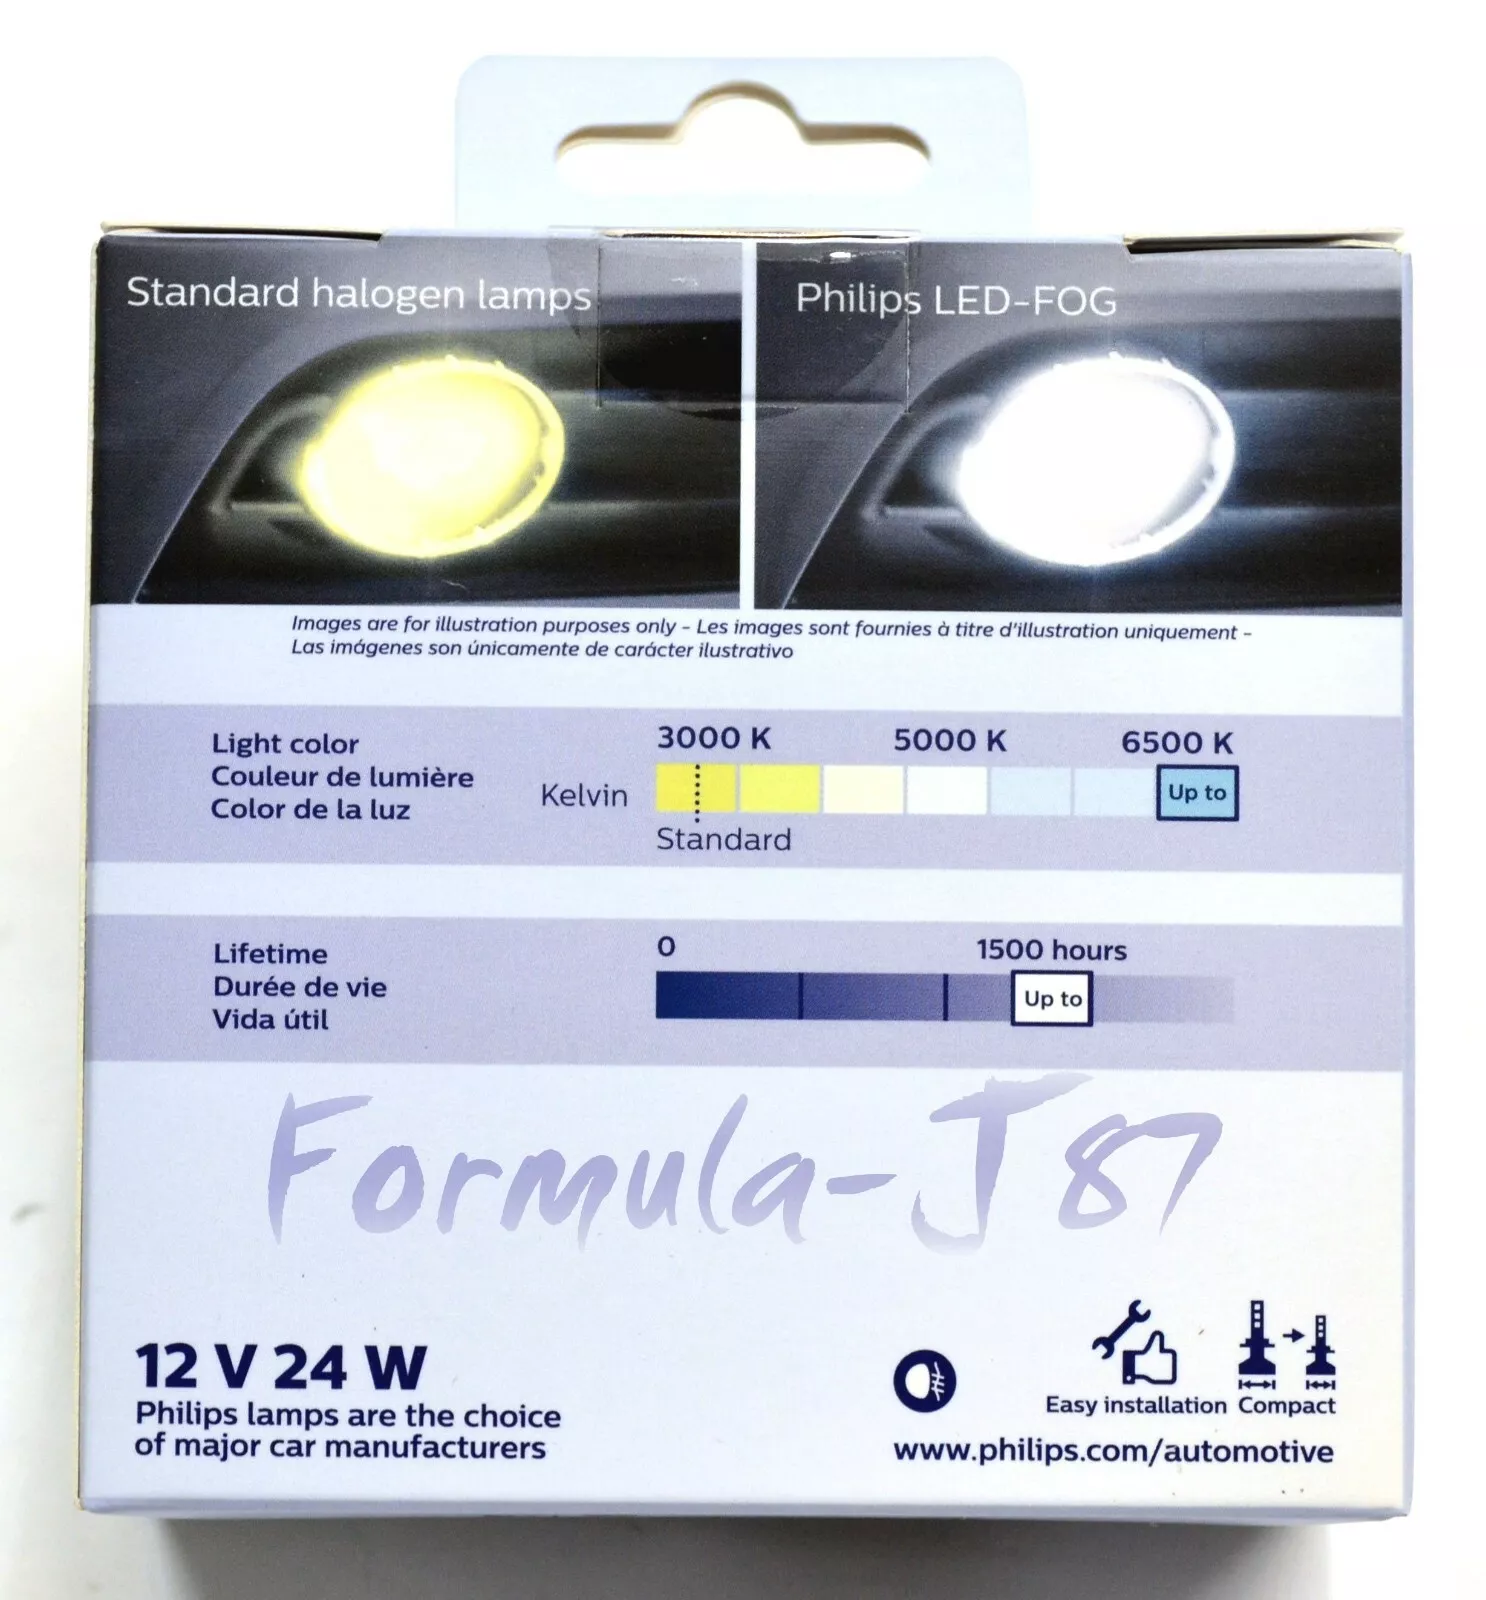 Standard halogen lamps
Philips LED-FOG
Images are for illustration purposes only - Les images sont fournies à titre d'illustration uniquement -
Las imágenes son únicamente de carácter ilustrativo
Light color
Couleur de lumière
Color de la luz
Kelvin
3000 K 5000 K 6500 K
Up to
Standard
Lifetime
Durée de vie
Vida útil
0 1500 hours
Up to
Formula-J87
12 V 24 W
Philips lamps are the choice
of major car manufacturers
Easy installation Compact
www.philips.com/automotive